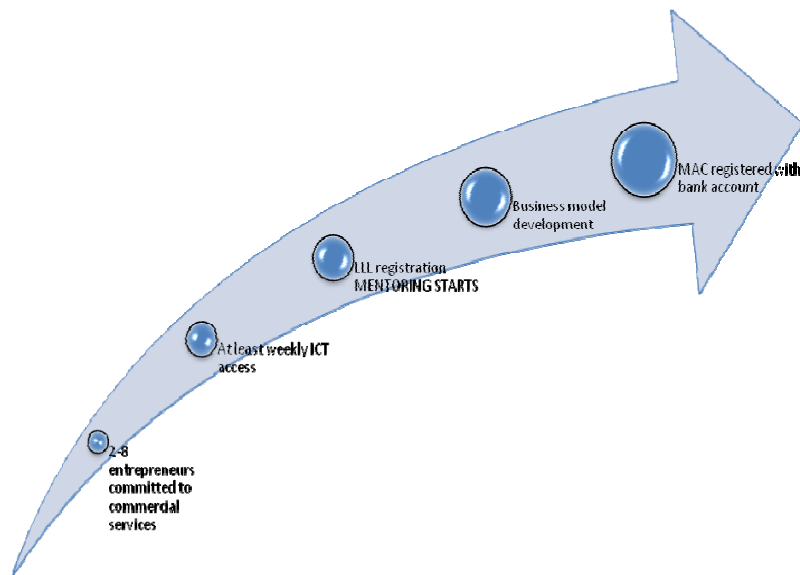 MAC registered with
bank account
Business model
development
LLL registration
MENTORING STARTS
At least weekly ICT
access
2-8
entrepreneurs
committed to
commercial
services